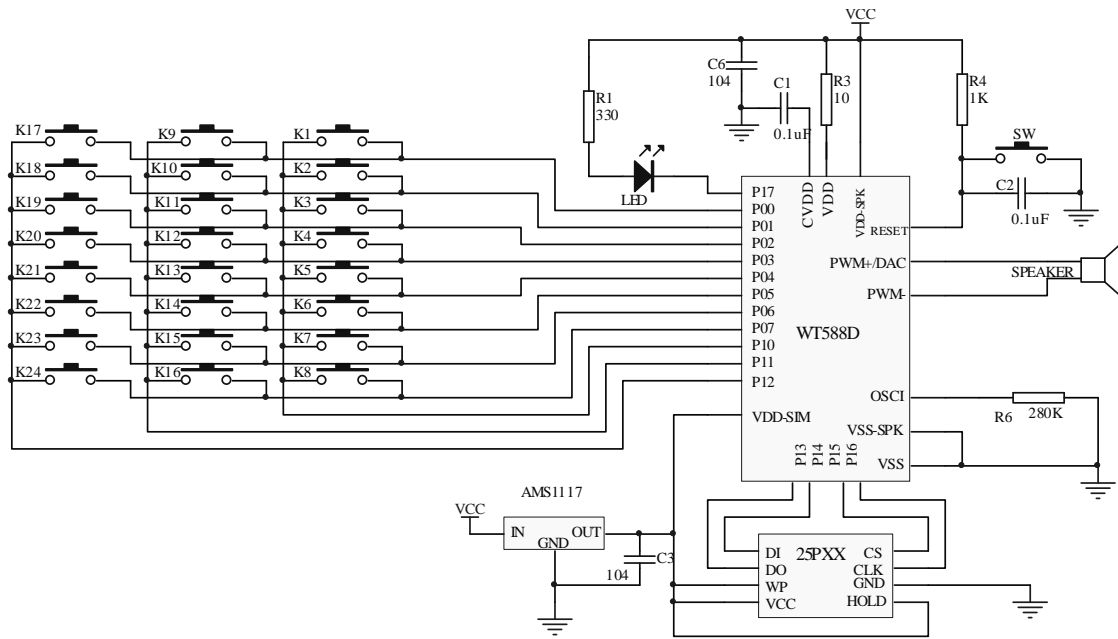 VCC
C6
104
C1
0.1uF
R3
10
R4
1K
R1
330
SW
C2
0.1uF
LED
K17
K9
K1
K18
K10
K2
K19
K11
K3
K20
K12
K4
K21
K13
K5
K22
K14
K6
K23
K15
K7
K24
K16
K8
P17
P00
P01
P02
P03
P04
P05
P06
P07
P10
P11
P12
VDD-SIM
CVDD
VDD
VDD-SPK
RESET
PWM+/DAC
PWM-
SPEAKER
WT588D
OSCI
R6
280K
VSS-SPK
VSS
P13
P14
P15
P16
AMS1117
VCC
IN
OUT
GND
C3
104
25PXX
DI
DO
WP
VCC
CS
CLK
GND
HOLD